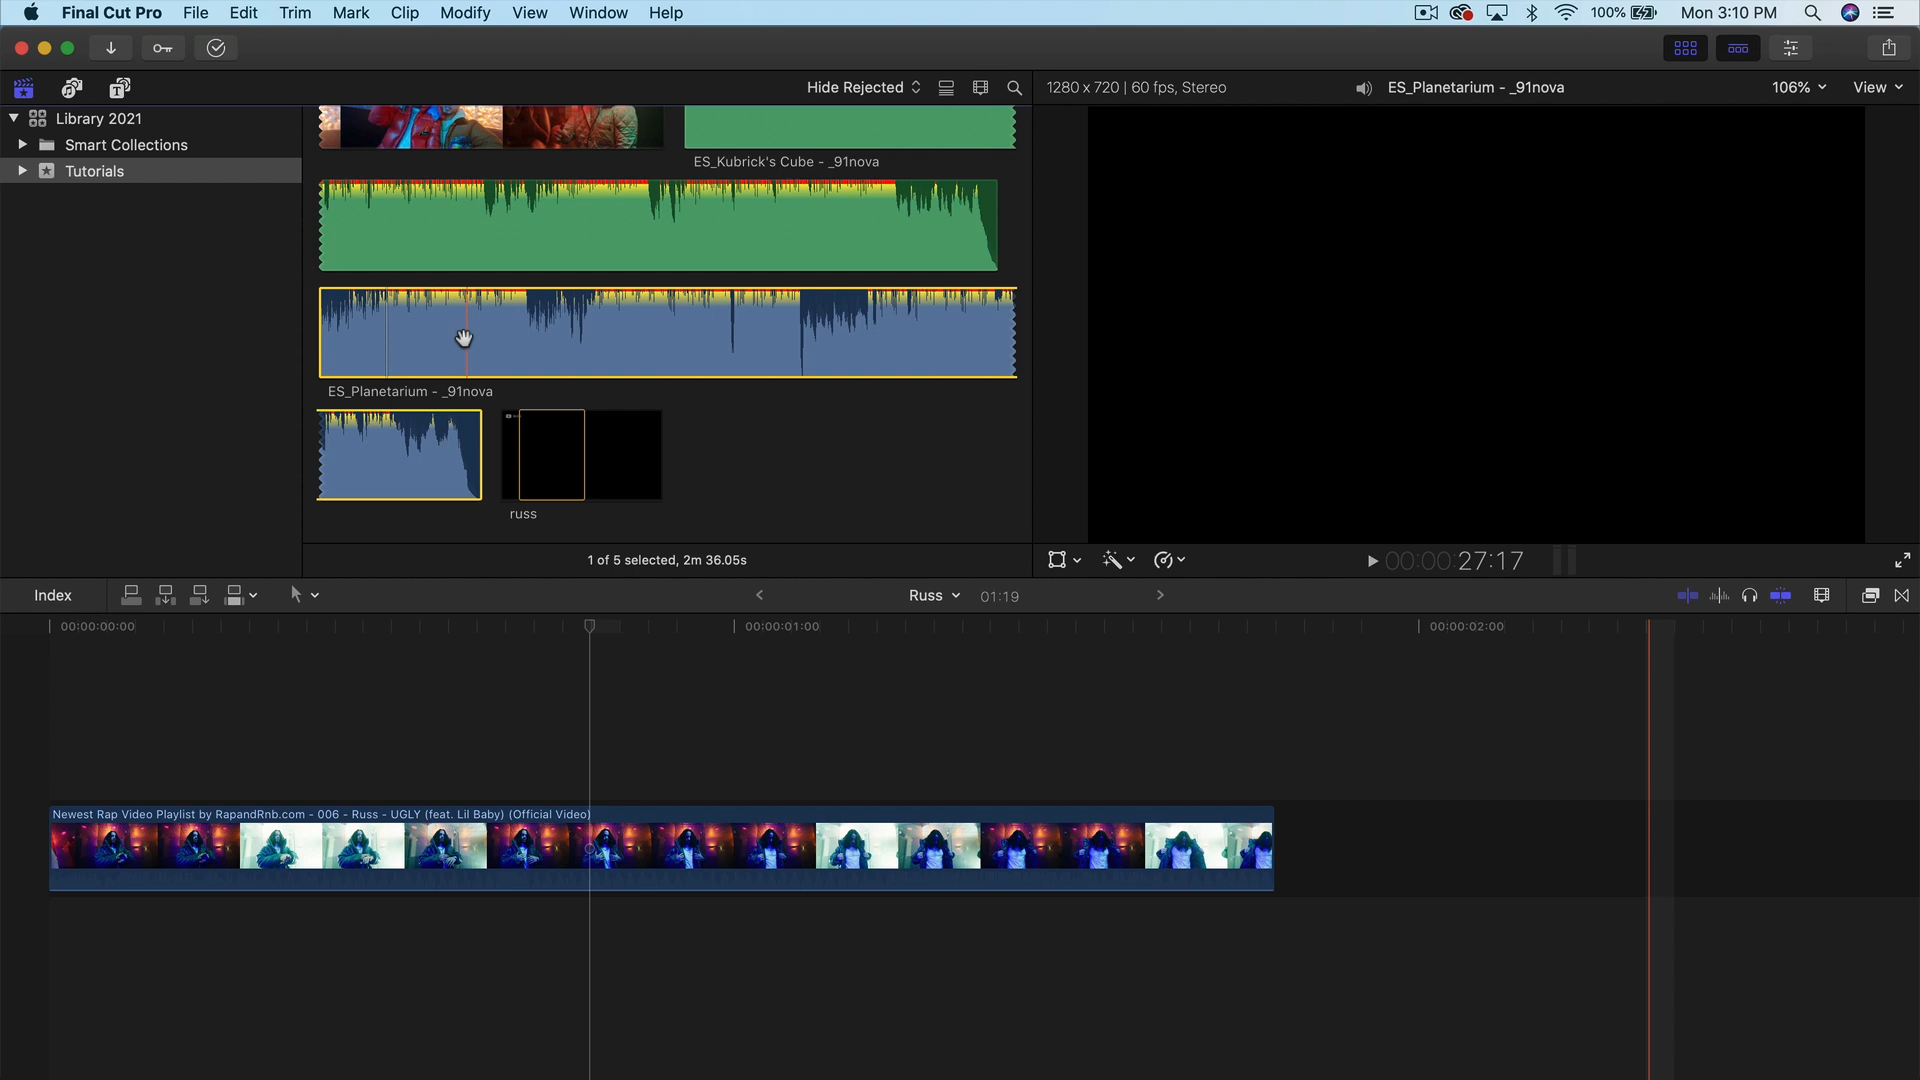 Final Cut Pro File Edit Trim Mark Clip Modify View Window Help 100% Mon 3:10 PM
Hide Rejected 1280 x 720 | 60 fps, Stereo ES_Planetarium - _91nova 106% View
Library 2021
Smart Collections
Tutorials
ES_Kubrick's Cube - _91nova
ES_Planetarium - _91nova
russ
1 of 5 selected, 2m 36.05s
00:00:27:17
Index Russ 01:19
00:00:00:00 00:00:01:00 00:00:02:00
Newest Rap Video Playlist by RapandRnb.com - 006 - Russ - UGLY (feat. Lil Baby) (Official Video)